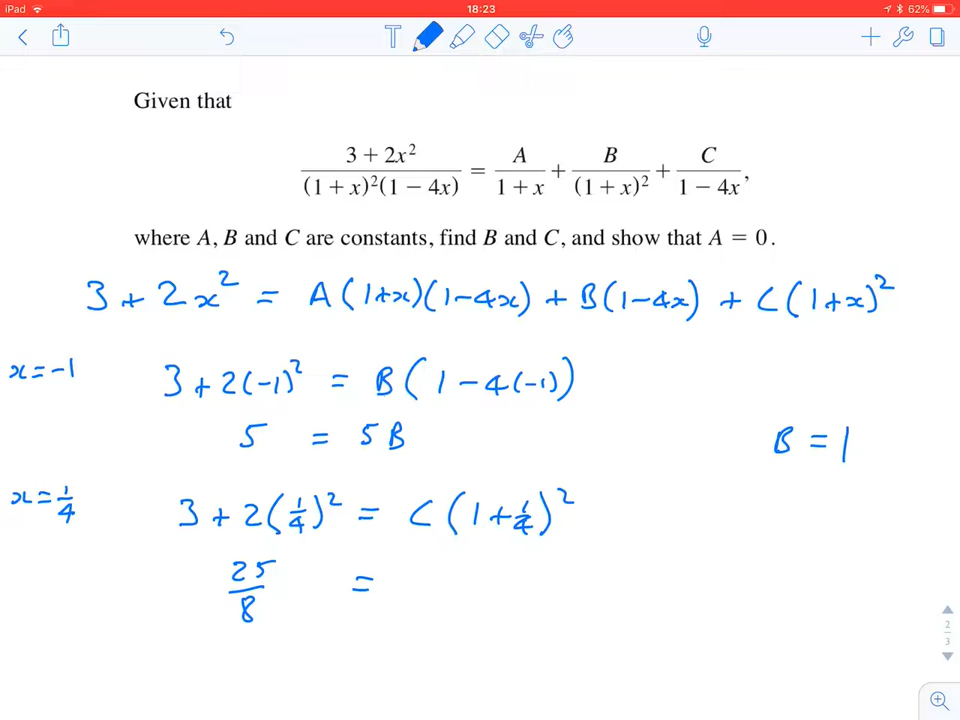 iPad 18:23 62%
T
Given that
3 + 2x² / (1 + x)²(1 − 4x) = A / 1 + x + B / (1 + x)² + C / 1 − 4x,
where A, B and C are constants, find B and C, and show that A = 0.
3 + 2x² = A(1+x)(1-4x) + B(1-4x) + C(1+x)²
x = -1 3 + 2(-1)² = B(1 - 4(-1))
5 = 5B B = 1
x = 1/4 3 + 2(1/4)² = C(1 + 1/4)²
25/8 =
2/3